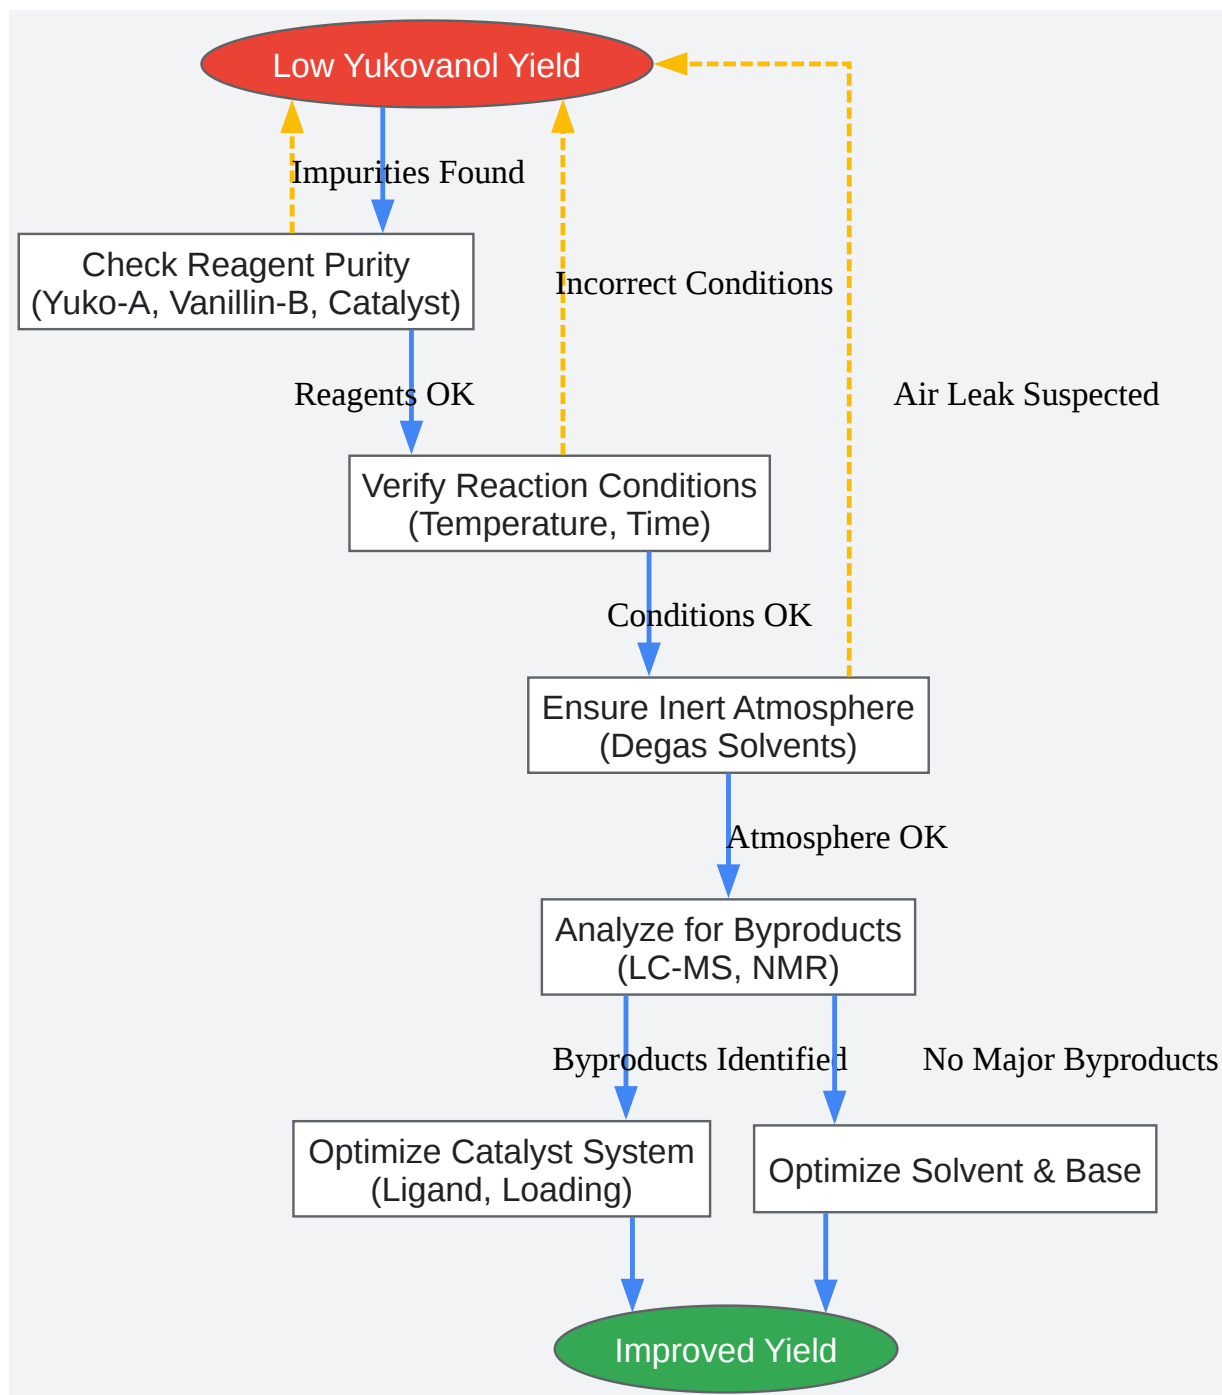 Low Yukovanol Yield
Impurities Found
Check Reagent Purity
(Yuko-A, Vanillin-B, Catalyst)
Incorrect Conditions
Reagents OK
Air Leak Suspected
Verify Reaction Conditions
(Temperature, Time)
Conditions OK
Ensure Inert Atmosphere
(Degas Solvents)
Atmosphere OK
Analyze for Byproducts
(LC-MS, NMR)
Byproducts Identified
No Major Byproducts
Optimize Catalyst System
(Ligand, Loading)
Optimize Solvent & Base
Improved Yield